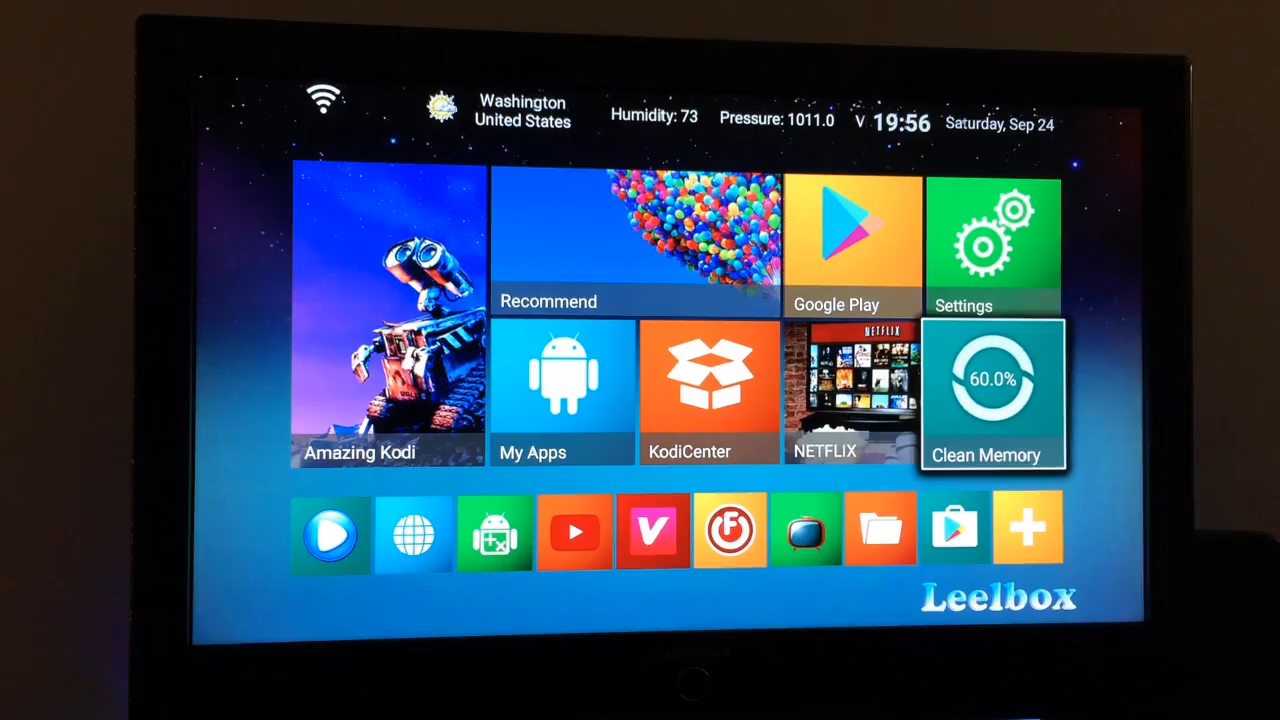 Washington
United States
Humidity: 73
Pressure: 1011.0
V
19:56
Saturday, Sep 24
Recommend
Google Play
Settings
NETFLIX
60.0%
Amazing Kodi
My Apps
KodiCenter
NETFLIX
Clean Memory
V
F
Leelbox